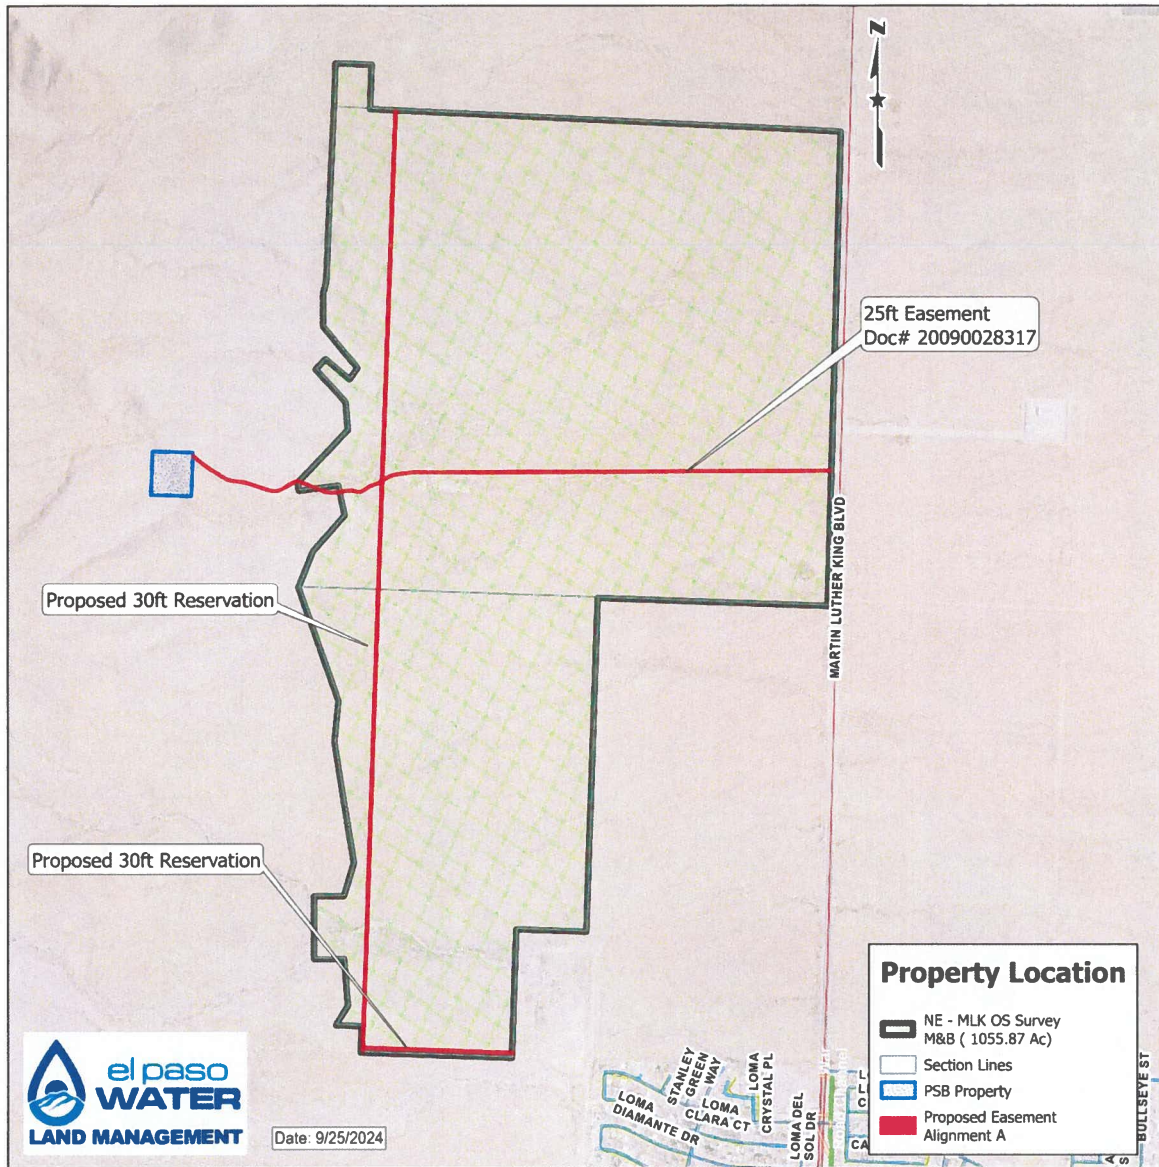 N
25ft Easement
Doc# 20090028317
MARTIN LUTHER KING BLVD
Proposed 30ft Reservation
Proposed 30ft Reservation
Property Location
NE - MLK OS Survey
M&B ( 1055.87 Ac)
Section Lines
PSB Property
Proposed Easement
Alignment A
el paso
WATER
LAND MANAGEMENT
Date: 9/25/2024
STANLEY
GREEN
WAY
LOMA
CRYSTAL PL
LOMA
DIAMANTE DR
LOMA
CLARA CT
LOMA DEL
SOL DR
CA
BULLSEYE ST